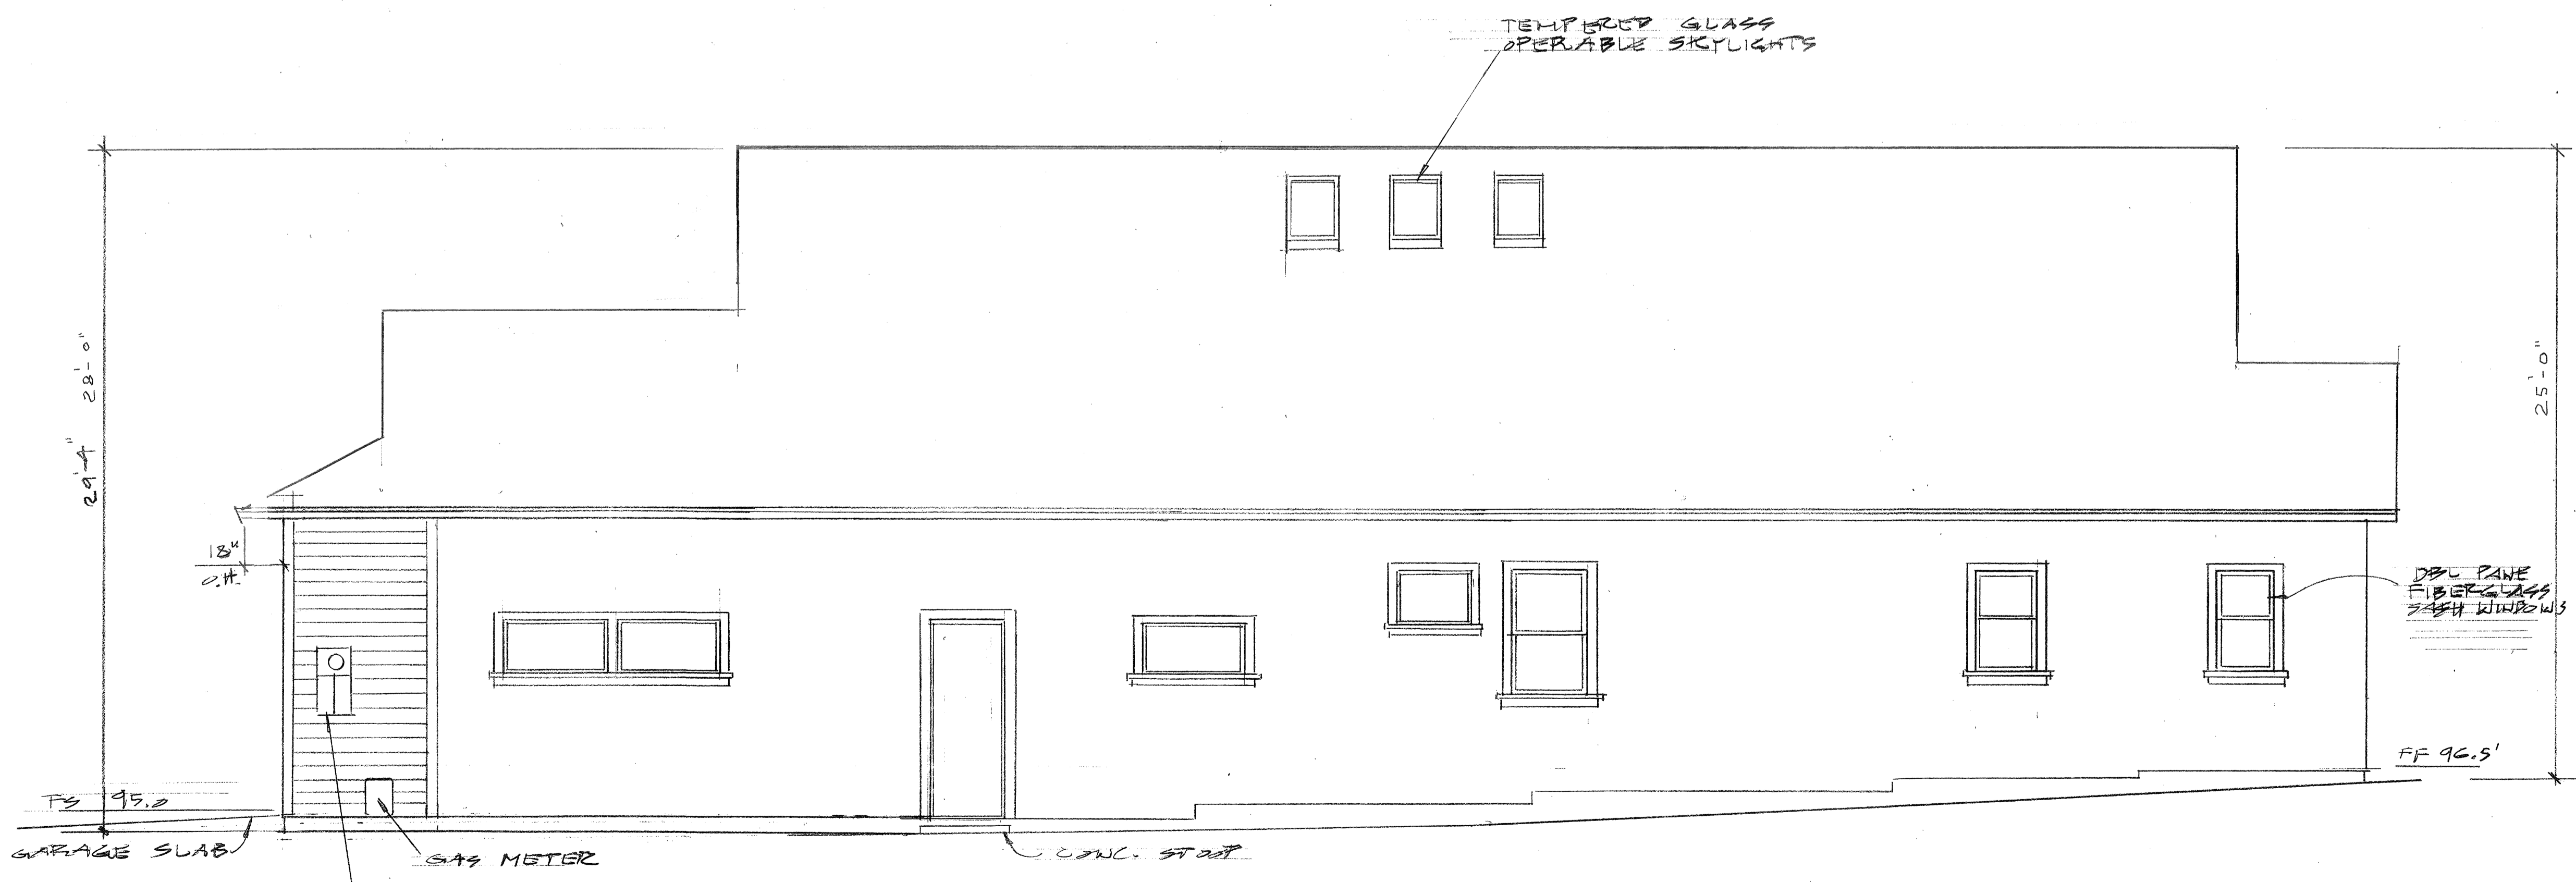 TEMPERED GLASS
OPERABLE SKYLIGHTS
29'-4" 28'-0"
25'-0"
18"
O.H.
DBL PANE
FIBERGLASS
SASH WINDOWS
FF 96.5'
FS 95.0
GARAGE SLAB
GAS METER
CONC. STOOP